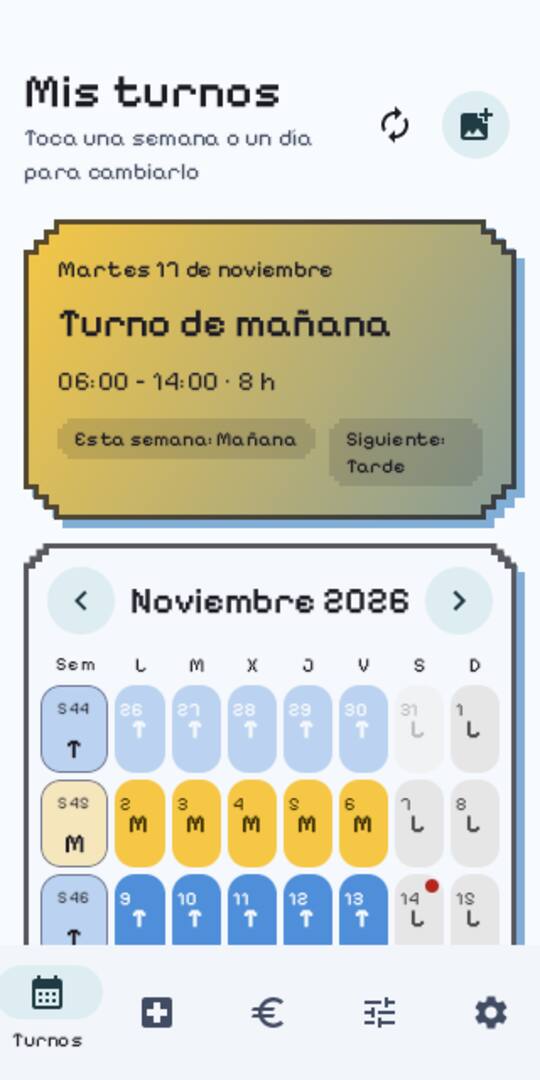 Mis turnos
Toca una semana o un día
para cambiarlo
Martes 17 de noviembre
Turno de mañana
06:00 - 14:00 · 8 h
Esta semana: Mañana
Siguiente:
Tarde
Noviembre 2026
Sem L M X J V S D
S44 26 27 28 29 30 31 1
T T T T T T L L
S45 2 3 4 5 6 7 8
M M M M M M L L
S46 9 10 11 12 13 14 15
T T T T T T L L
Turnos